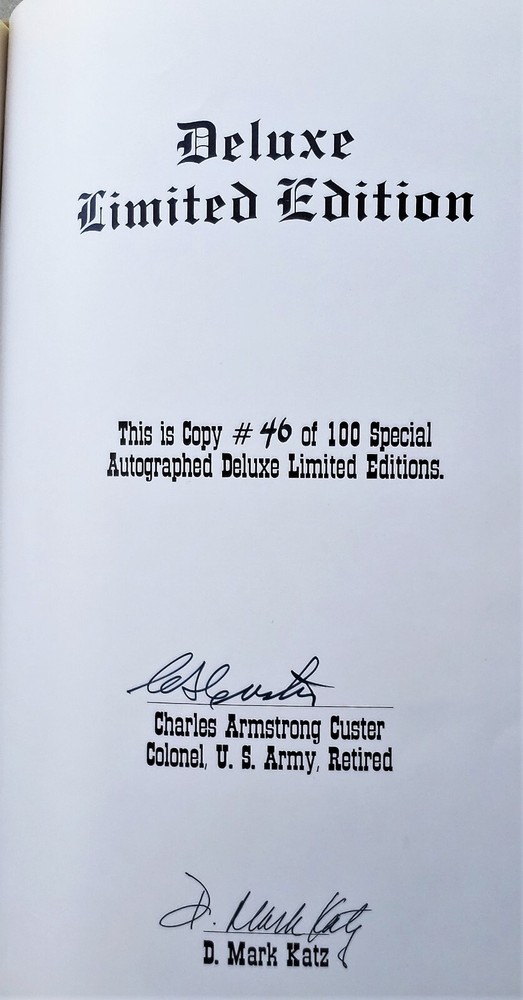 Deluxe
Limited Edition
This is Copy # 46 of 100 Special
Autographed Deluxe Limited Editions.
CACuster
Charles Armstrong Custer
Colonel, U. S. Army, Retired
D. Mark Katz
D. Mark Katz